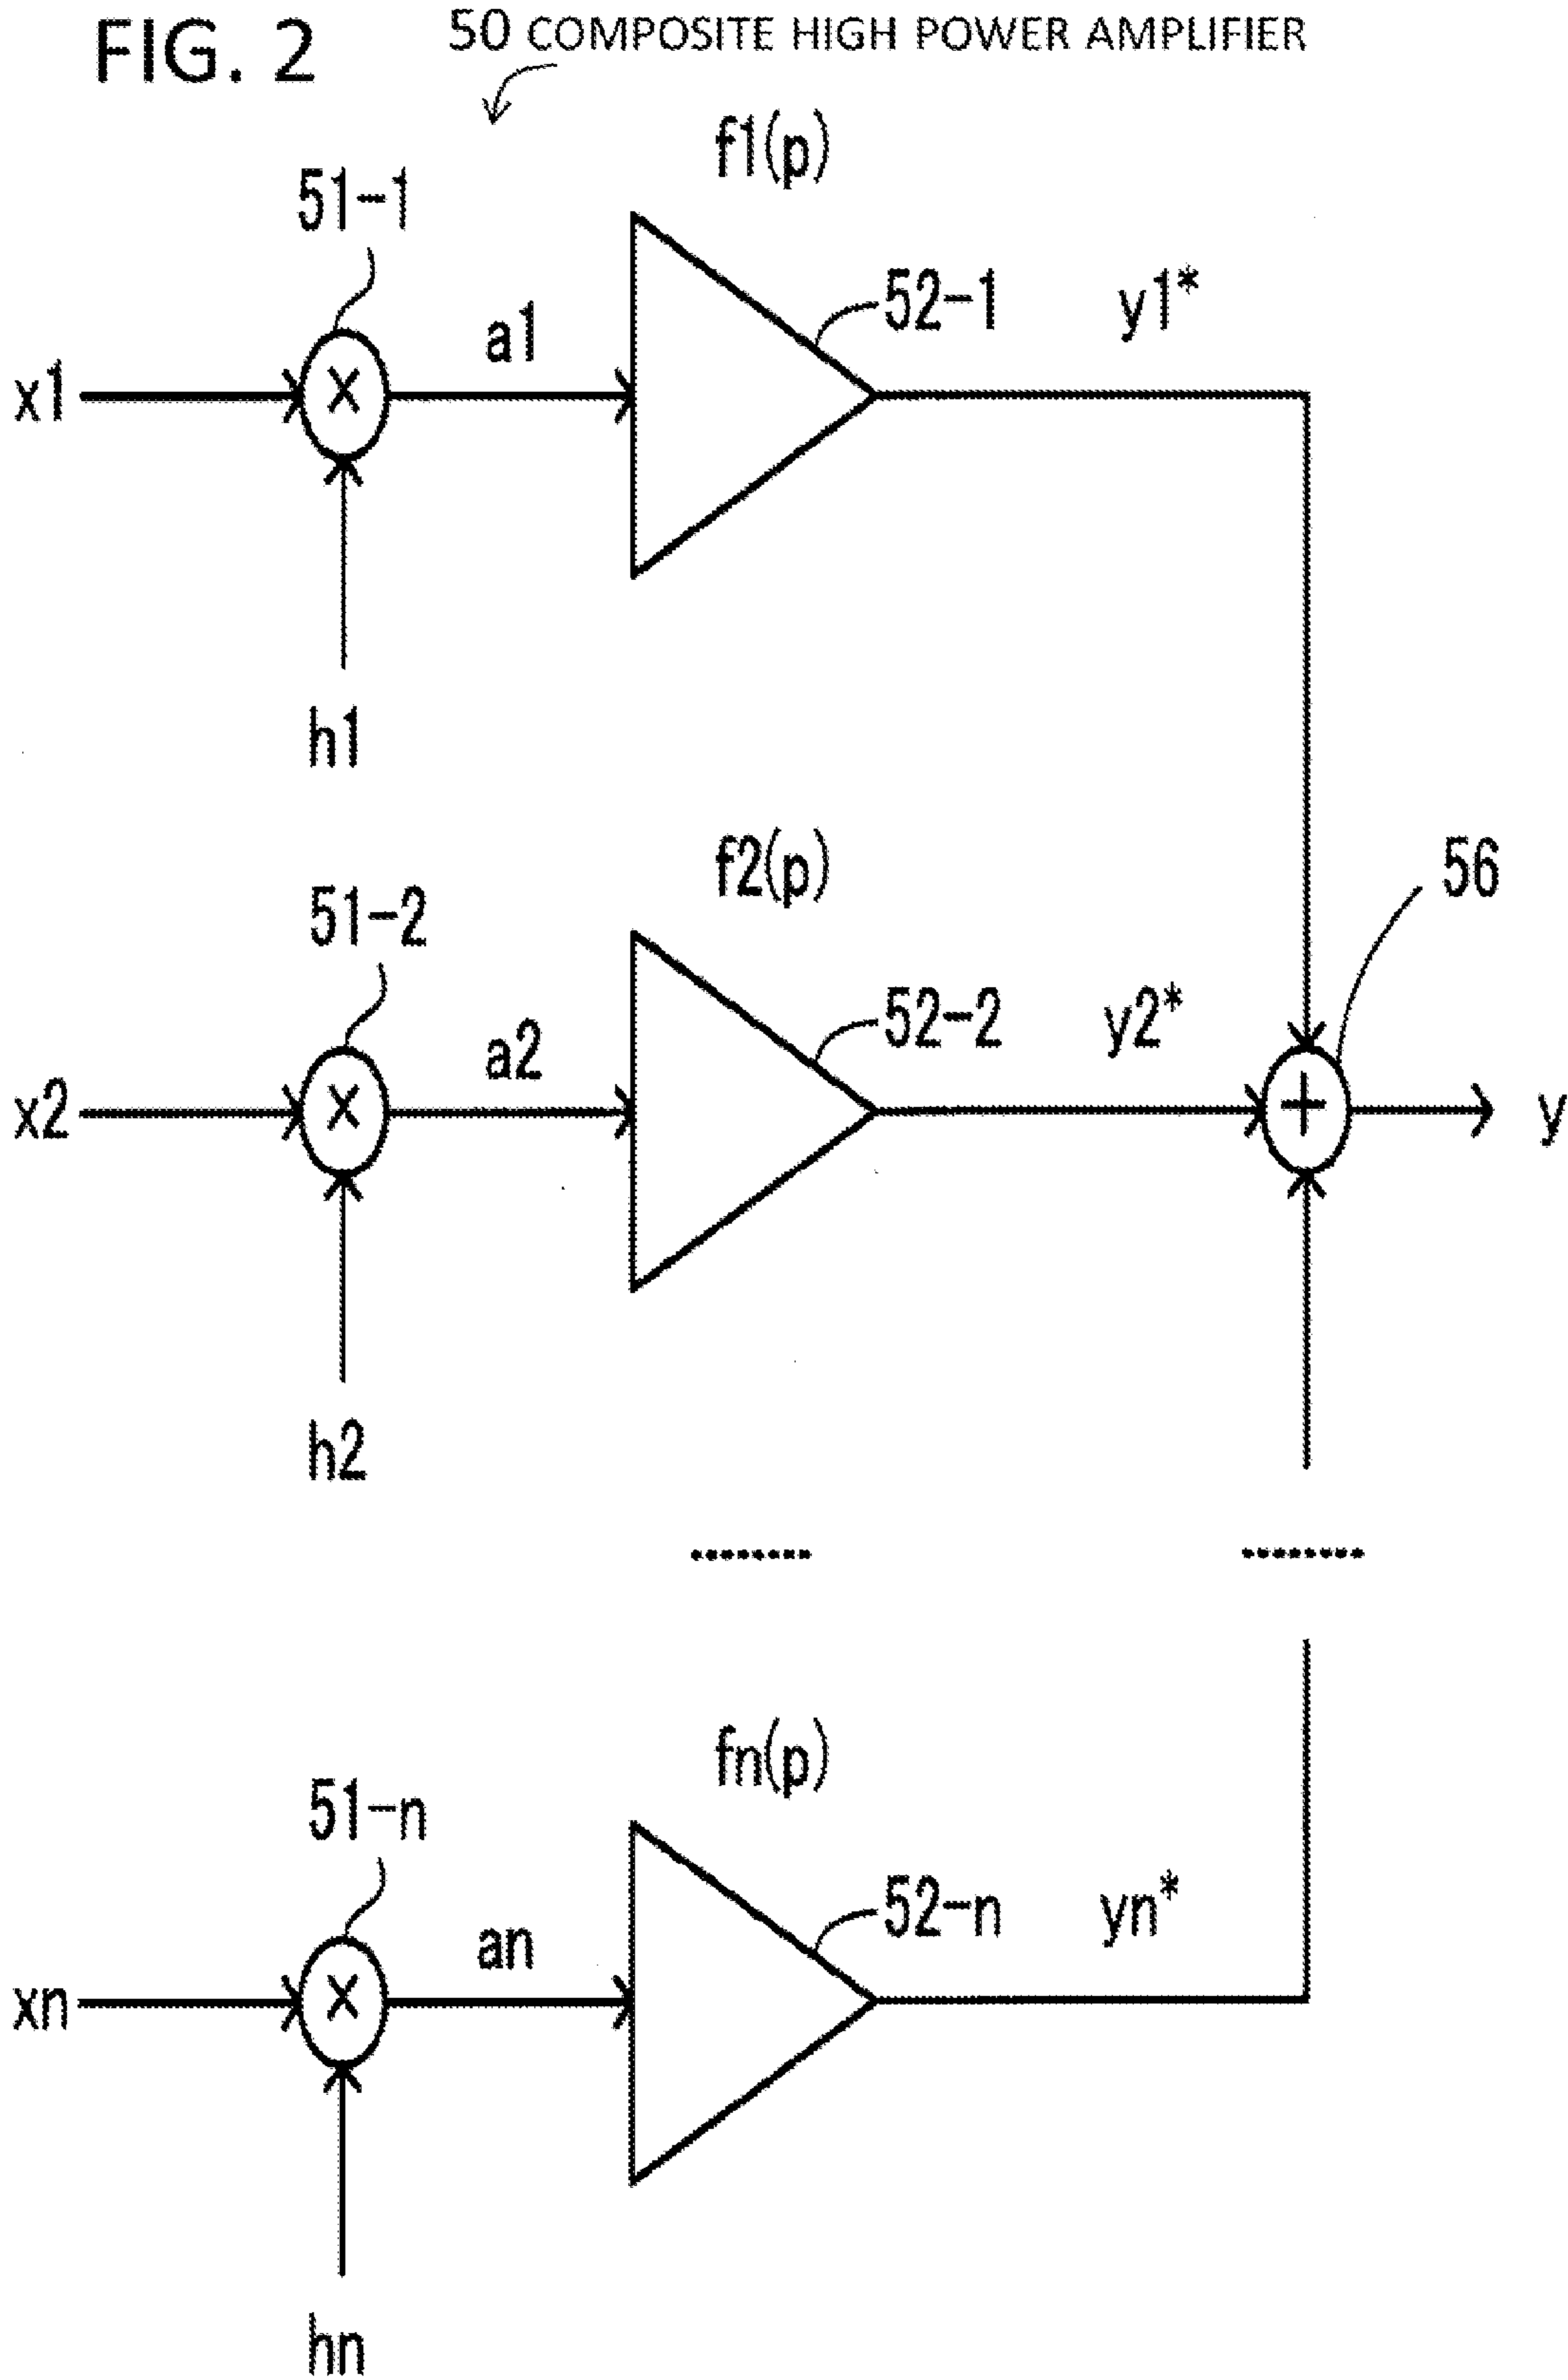 FIG. 2
50 COMPOSITE HIGH POWER AMPLIFIER
f1(p)
51-1
52-1
y1*
a1
x1
×
h1
f2(p)
56
51-2
52-2
y2*
a2
x2
×
+
y
h2
fn(p)
51-n
52-n
yn*
an
xn
×
hn